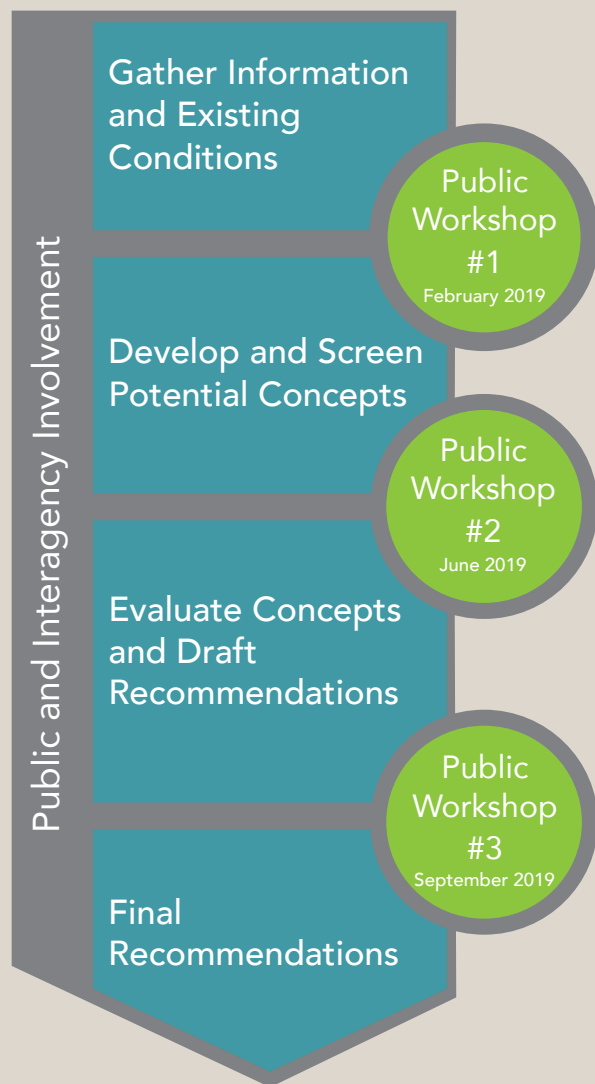 Public and Interagency Involvement
Gather Information
and Existing
Conditions
Public
Workshop
#1
February 2019
Develop and Screen
Potential Concepts
Public
Workshop
#2
June 2019
Evaluate Concepts
and Draft
Recommendations
Public
Workshop
#3
September 2019
Final
Recommendations